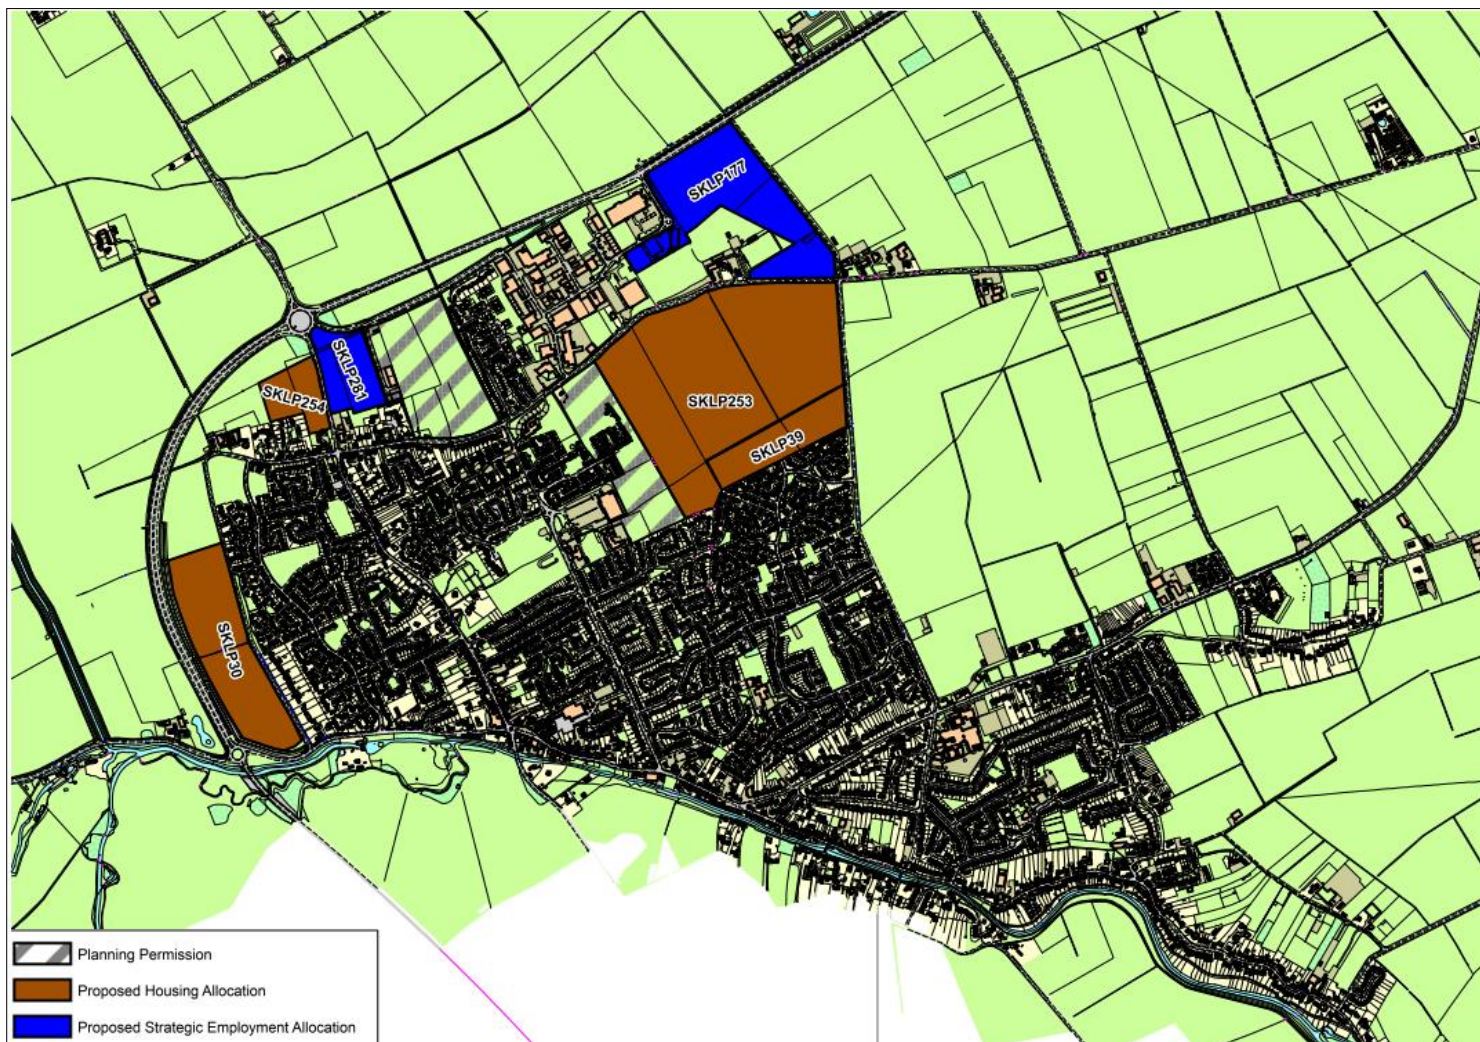 SKLP177
SKLP281
SKLP254
SKLP253
SKLP39
SKLP30
Planning Permission
Proposed Housing Allocation
Proposed Strategic Employment Allocation